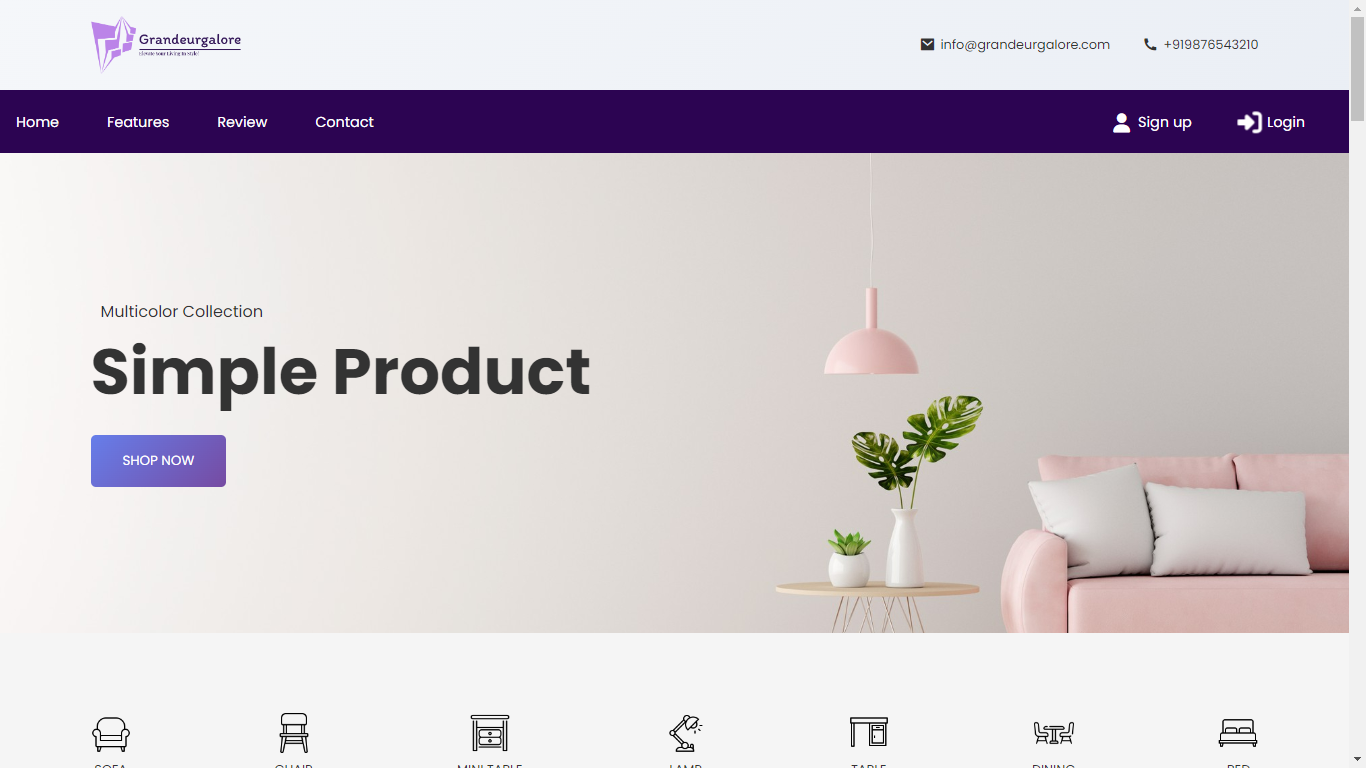 Grandeurgalore
Elevate Your Living In Style!
info@grandeurgalore.com
+919876543210
Home
Features
Review
Contact
Sign up
Login
Multicolor Collection
Simple Product
SHOP NOW
SOFA
CHAIR
MINI TABLE
LAMP
TABLE
DINING
BED